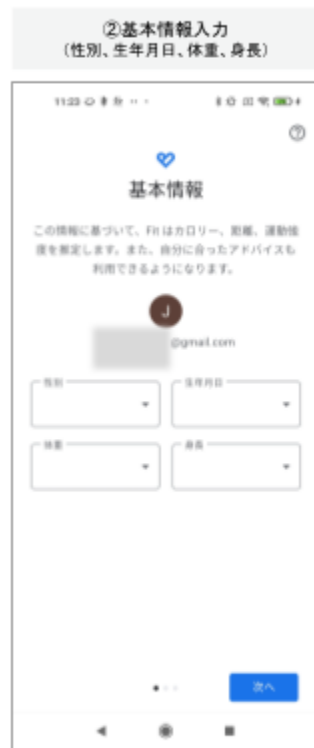 ②基本情報入力
（性別、生年月日、体重、身長）
11:23
基本情報
この情報に基づいて、Fit はカロリー、距離、運動強
度を推定します。また、自分に合ったアドバイスも
利用できるようになります。
J
@gmail.com
性別
生年月日
体重
身長
次へ